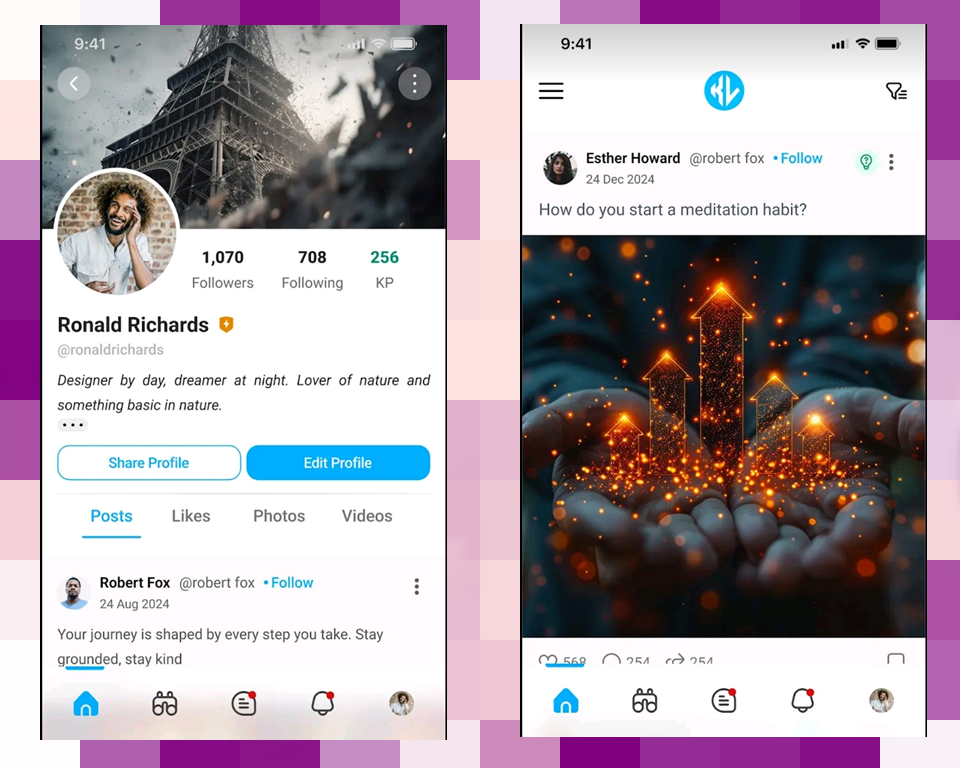 9:41
1,070
708
256
Followers
Following
KP
Ronald Richards
@ronaldrichards
Designer by day, dreamer at night. Lover of nature and
something basic in nature.
Share Profile
Edit Profile
Posts
Likes
Photos
Videos
Robert Fox @robert fox • Follow
24 Aug 2024
Your journey is shaped by every step you take. Stay
grounded, stay kind
9:41
Esther Howard @robert fox • Follow
24 Dec 2024
How do you start a meditation habit?
568
254
254